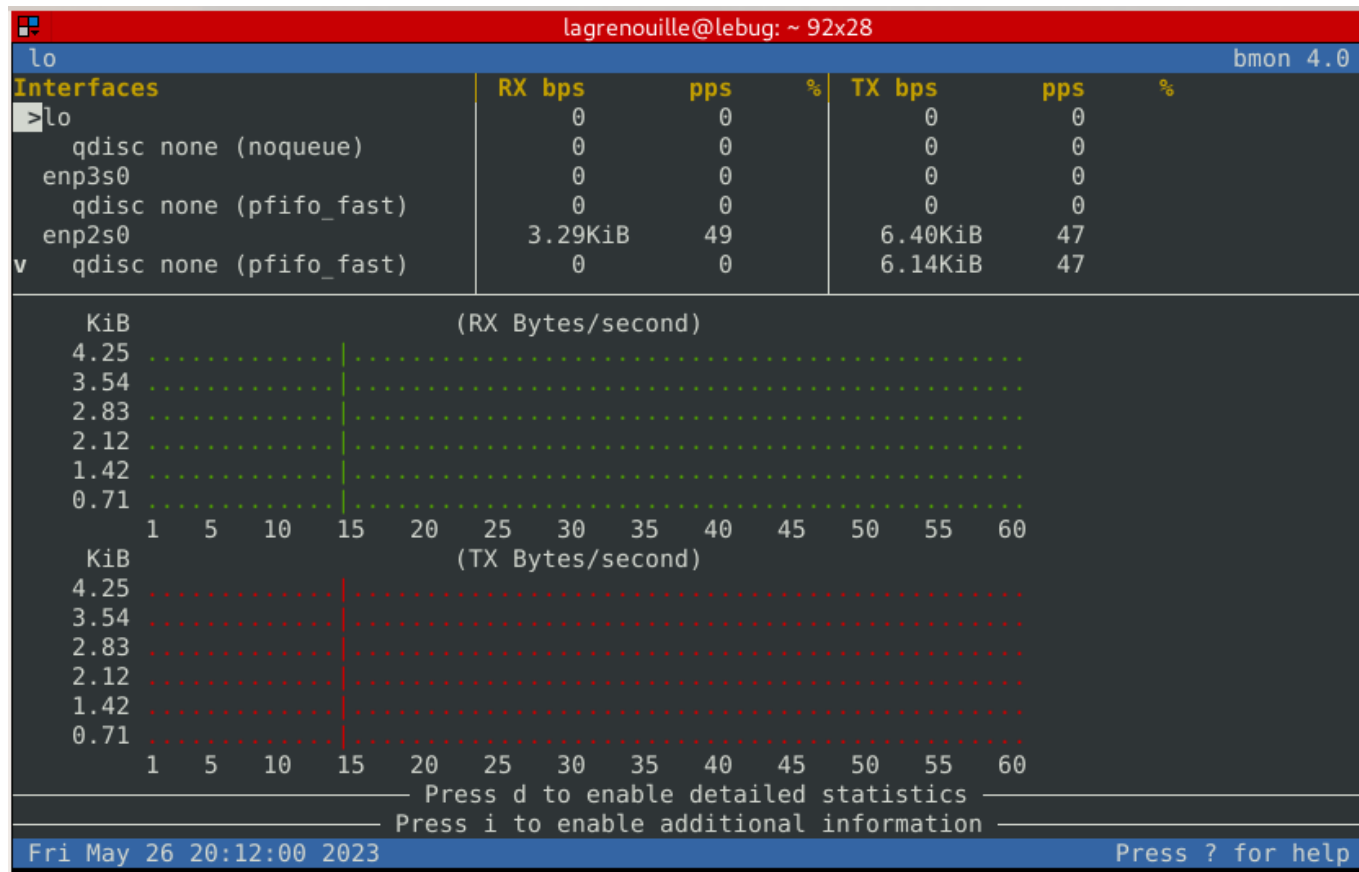 lagrenouille@lebug: ~ 92x28
lo bmon 4.0
Interfaces RX bps pps % TX bps pps %
>lo 0 0 0 0
qdisc none (noqueue) 0 0 0 0
enp3s0 0 0 0 0
qdisc none (pfifo_fast) 0 0 0 0
enp2s0 3.29KiB 49 6.40KiB 47
v qdisc none (pfifo_fast) 0 0 6.14KiB 47
KiB (RX Bytes/second)
4.25 ............|..............................................
3.54 ............|..............................................
2.83 ............|..............................................
2.12 ............|..............................................
1.42 ............|..............................................
0.71 ............|..............................................
1 5 10 15 20 25 30 35 40 45 50 55 60
KiB (TX Bytes/second)
4.25 ............|..............................................
3.54 ............|..............................................
2.83 ............|..............................................
2.12 ............|..............................................
1.42 ............|..............................................
0.71 ............|..............................................
1 5 10 15 20 25 30 35 40 45 50 55 60
Press d to enable detailed statistics
Press i to enable additional information
Fri May 26 20:12:00 2023 Press ? for help